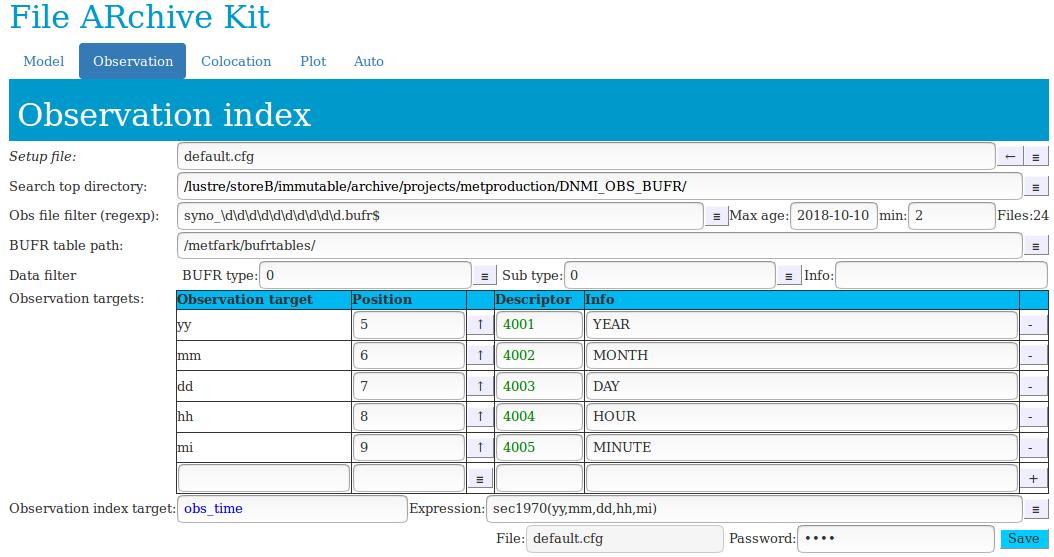 File ARchive Kit
Model Observation Colocation Plot Auto
Observation index
Setup file: default.cfg ← ≡
Search top directory: /lustre/storeB/immutable/archive/projects/metproduction/DNMI_OBS_BUFR/ ≡
Obs file filter (regexp): syno_\d\d\d\d\d\d\d\d\d\d.bufr$ ≡ Max age: 2018-10-10 min: 2 Files:24
BUFR table path: /metfark/bufrtables/ ≡
Data filter BUFR type: 0 ≡ Sub type: 0 ≡ Info:
Observation targets: Observation target Position Descriptor Info
yy 5 ↑ 4001 YEAR -
mm 6 ↑ 4002 MONTH -
dd 7 ↑ 4003 DAY -
hh 8 ↑ 4004 HOUR -
mi 9 ↑ 4005 MINUTE -
≡ +
Observation index target: obs_time Expression: sec1970(yy,mm,dd,hh,mi) ≡
File: default.cfg Password: •••• Save